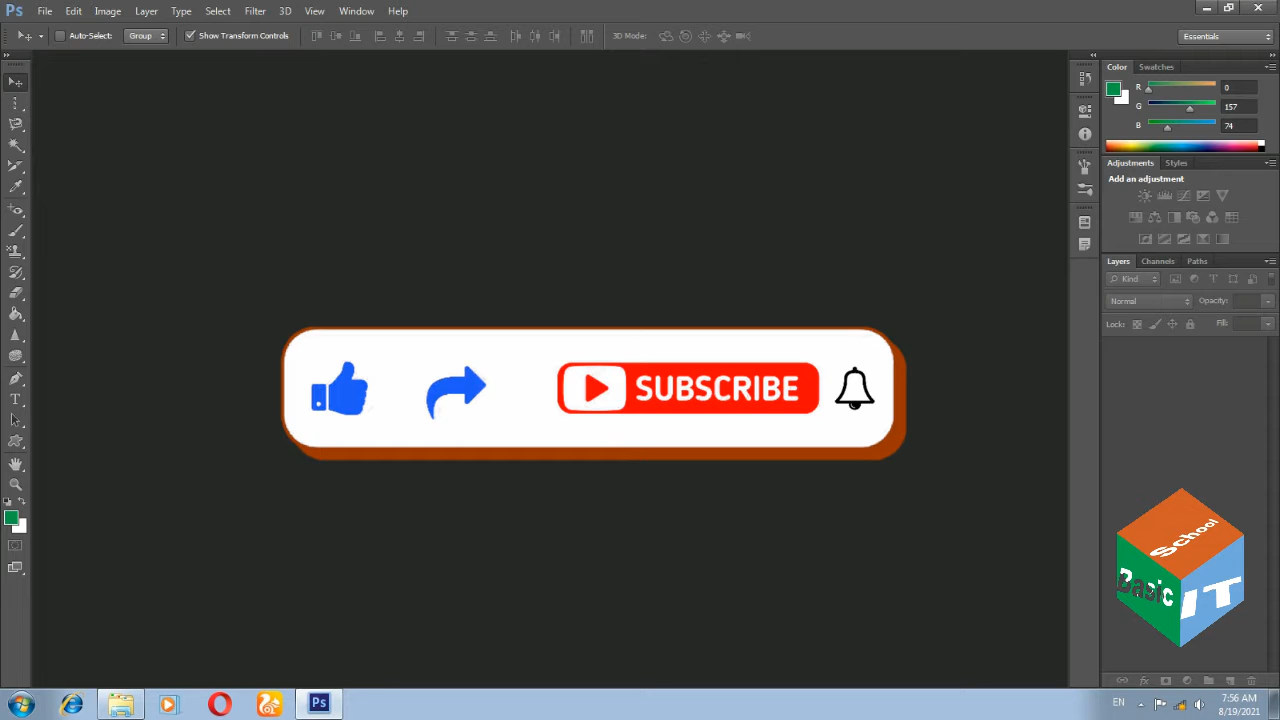 Ps File Edit Image Layer Type Select Filter 3D View Window Help
Auto-Select: Group Show Transform Controls 3D Mode: Essentials
Color Swatches
R 0
G 157
B 74
Adjustments Styles
Add an adjustment
Layers Channels Paths
Kind
Normal Opacity:
Lock: Fill:
SUBSCRIBE
School
Basic IT
Ps
EN 7:56 AM
8/19/2021